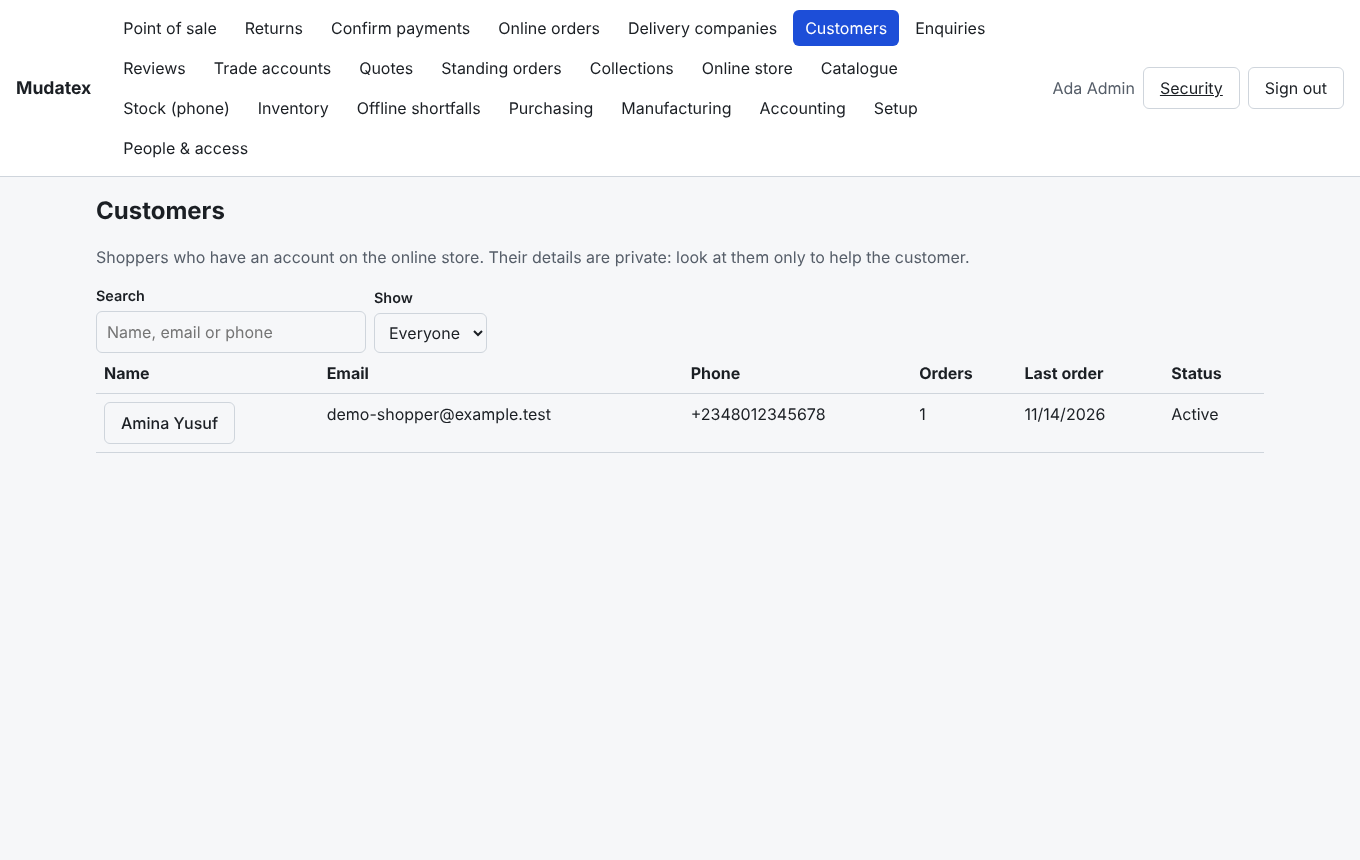 Mudatex
Point of sale Returns Confirm payments Online orders Delivery companies Customers Enquiries
Reviews Trade accounts Quotes Standing orders Collections Online store Catalogue
Stock (phone) Inventory Offline shortfalls Purchasing Manufacturing Accounting Setup
People & access
Ada Admin Security Sign out
Customers
Shoppers who have an account on the online store. Their details are private: look at them only to help the customer.
Search Show
Name, email or phone Everyone
Name Email Phone Orders Last order Status
Amina Yusuf demo-shopper@example.test +2348012345678 1 11/14/2026 Active